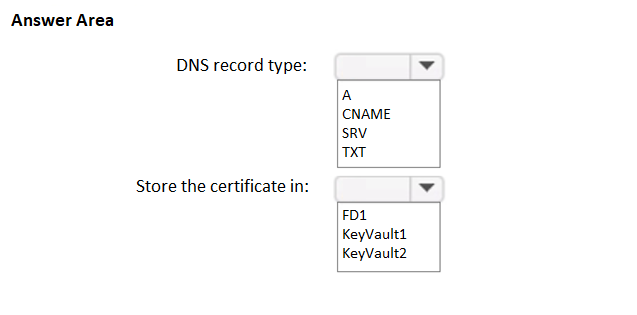 Answer Area
DNS record type:
A
CNAME
SRV
TXT
Store the certificate in:
FD1
KeyVault1
KeyVault2